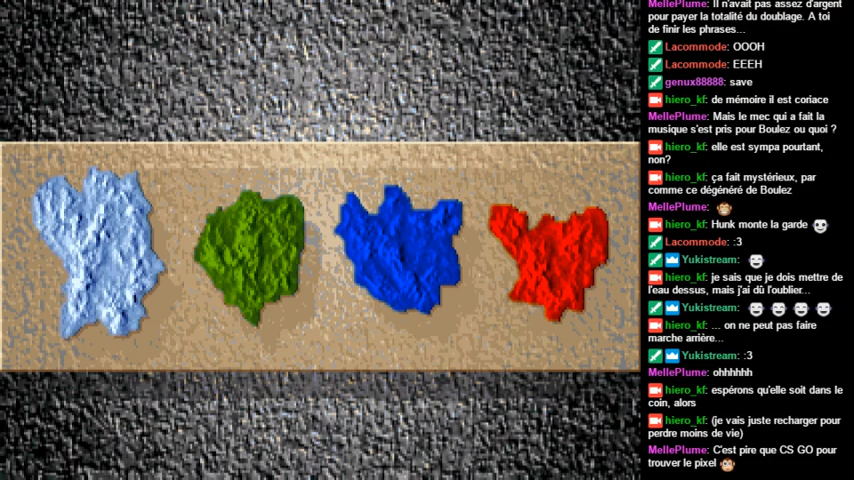 MellePlume: Il n'avait pas assez d'argent
pour payer la totalité du doublage. A toi
de finir les phrases...
Lacommode: OOOH
Lacommode: EEEH
genux88888: save
hiero_kf: de mémoire il est coriace
MellePlume: Mais le mec qui a fait la
musique s'est pris pour Boulez ou quoi ?
hiero_kf: elle est sympa pourtant,
non?
hiero_kf: ça fait mystérieux, par
comme ce dégénéré de Boulez
MellePlume:
hiero_kf: Hunk monte la garde
Lacommode: :3
Yukistream:
hiero_kf: je sais que je dois mettre de
l'eau dessus, mais j'ai dû l'oublier...
Yukistream:
hiero_kf: ... on ne peut pas faire
marche arrière...
Yukistream: :3
MellePlume: ohhhhhh
hiero_kf: espérons qu'elle soit dans le
coin, alors
hiero_kf: (je vais juste recharger pour
perdre moins de vie)
MellePlume: C'est pire que CS GO pour
trouver le pixel